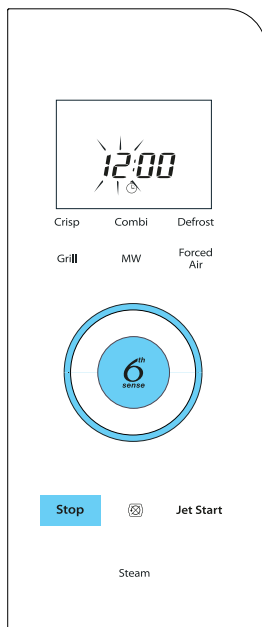 12:00
Crisp Combi Defrost
Grill MW Forced
Air
6th
sense
Stop Jet Start
Steam